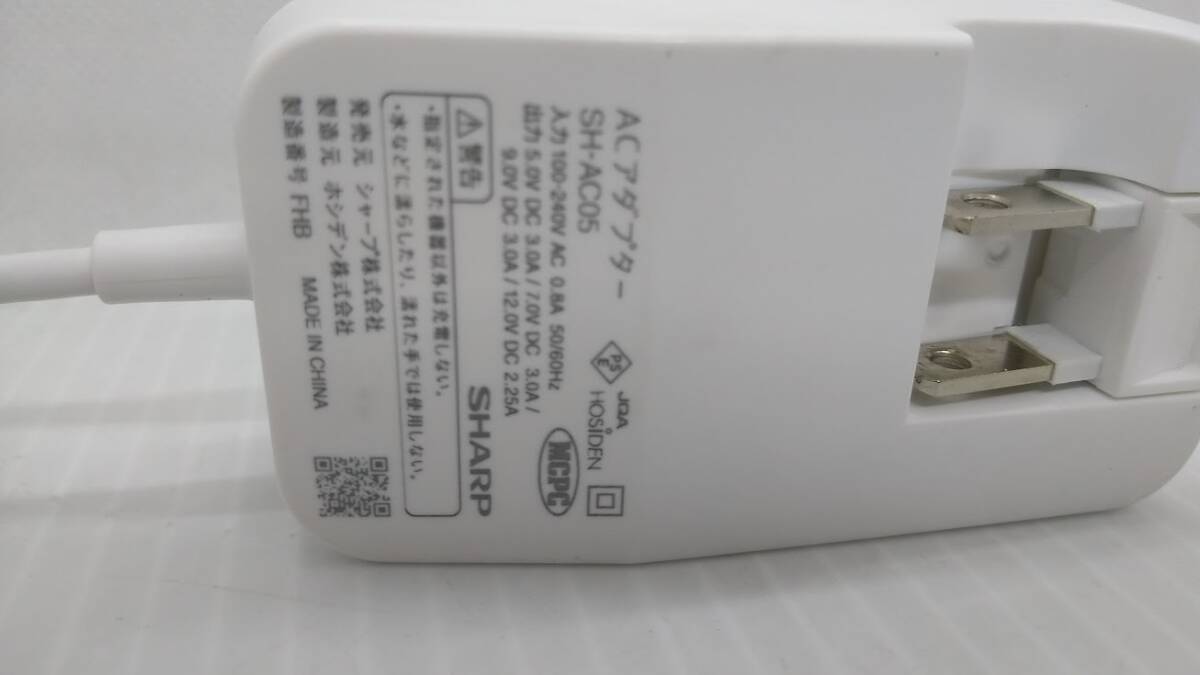 ACアダプター
SH-AC05
入力 100-240V AC 0.8A 50/60Hz
出力 5.0V DC 3.0A / 7.0V DC 3.0A /
9.0V DC 3.0A / 12.0V DC 2.25A
PS
E
JQA
HOSIDEN
MCPC
SHARP
⚠警告
・指定された機器以外は充電しない。
・水などに濡らしたり、濡れた手では使用しない。
発売元 シャープ株式会社
製造元 ホシデン株式会社
製造番号 FHB MADE IN CHINA